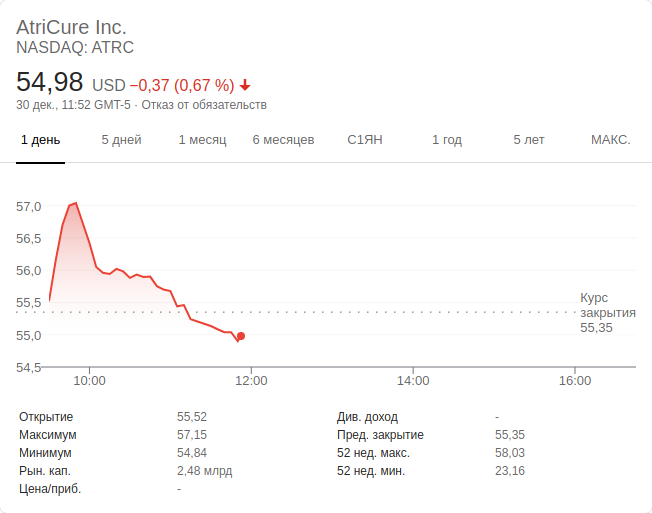 AtriCure Inc.
NASDAQ: ATRC
54,98 USD −0,37 (0,67 %)
30 дек., 11:52 GMT-5 · Отказ от обязательств
1 день 5 дней 1 месяц 6 месяцев С1ЯН 1 год 5 лет МАКС.
57,0
56,5
56,0
55,5
55,0
54,5
Курс
закрытия
55,35
10:00 12:00 14:00 16:00
Открытие 55,52 Див. доход -
Максимум 57,15 Пред. закрытие 55,35
Минимум 54,84 52 нед. макс. 58,03
Рын. кап. 2,48 млрд 52 нед. мин. 23,16
Цена/приб. -